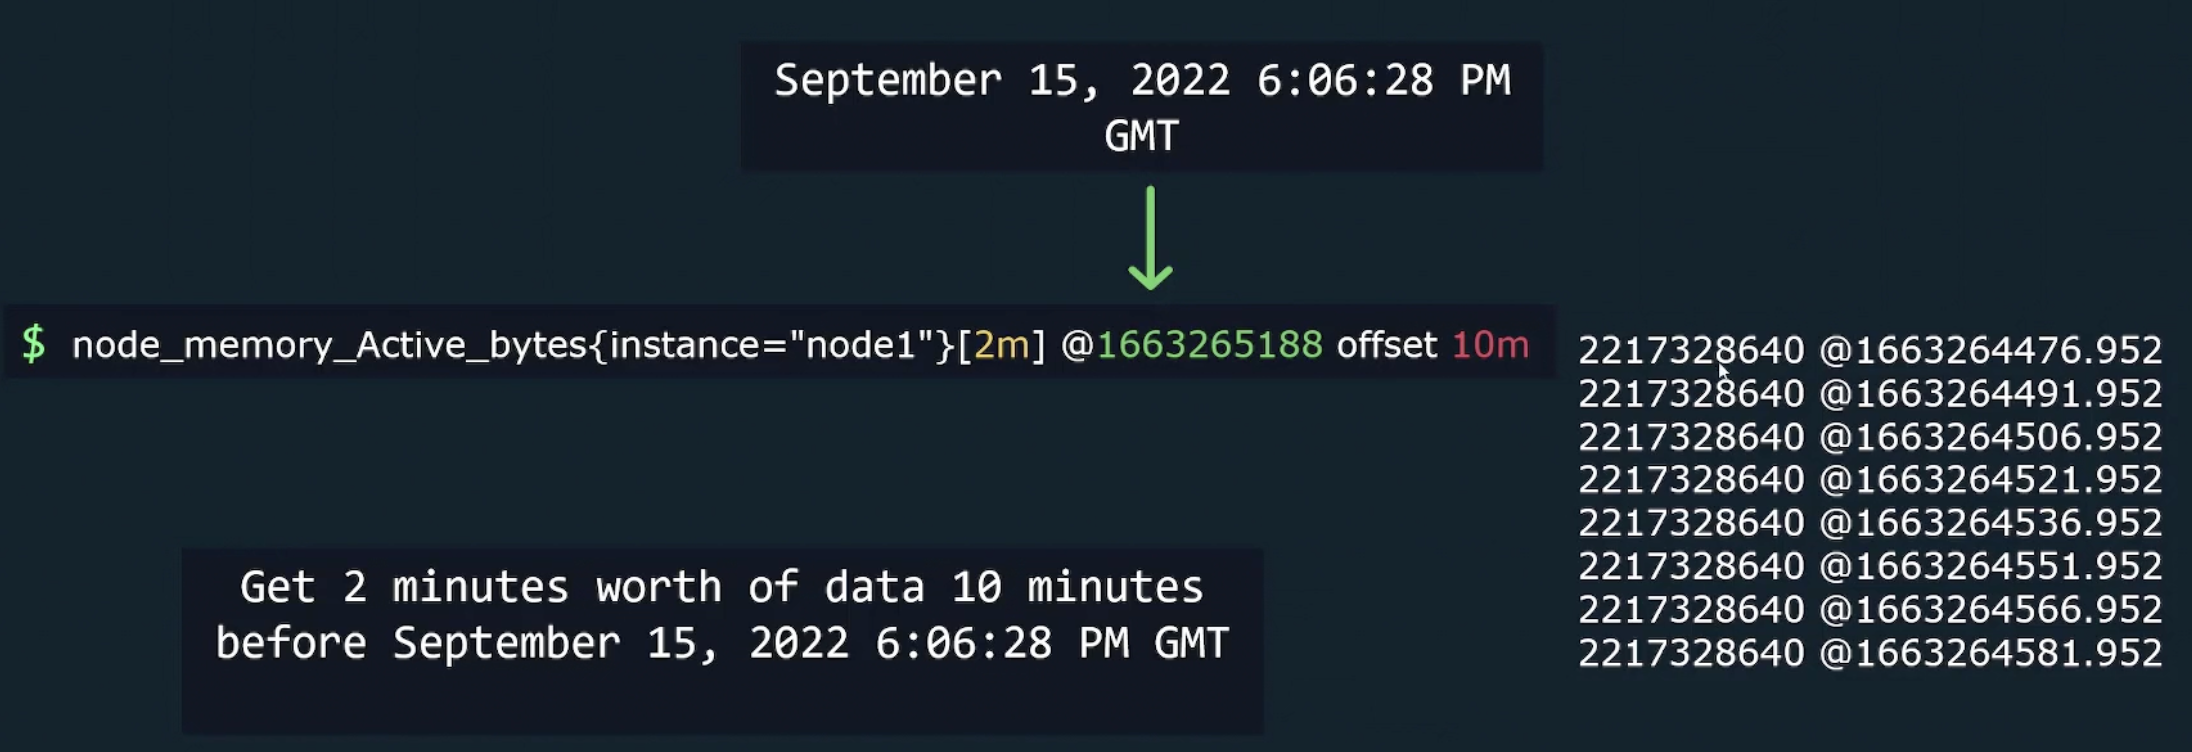 September 15, 2022 6:06:28 PM
GMT
$ node_memory_Active_bytes{instance="node1"}[2m] @1663265188 offset 10m
2217328640 @1663264476.952
2217328640 @1663264491.952
2217328640 @1663264506.952
2217328640 @1663264521.952
2217328640 @1663264536.952
2217328640 @1663264551.952
2217328640 @1663264566.952
2217328640 @1663264581.952
Get 2 minutes worth of data 10 minutes
before September 15, 2022 6:06:28 PM GMT